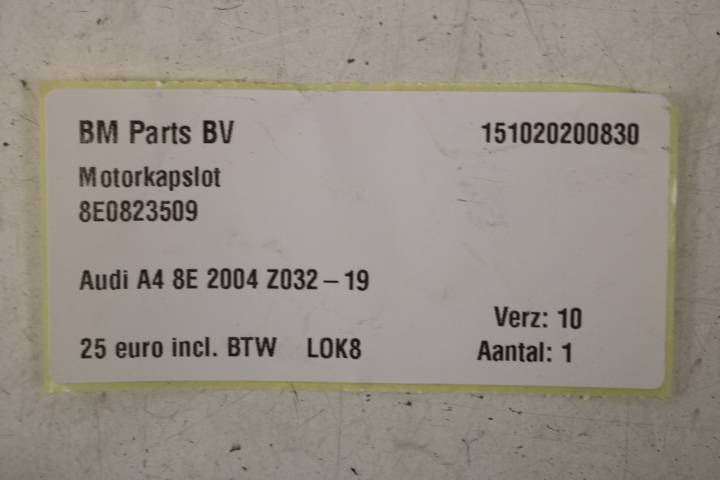 BM Parts BV 151020200830
Motorkapslot
8E0823509
Audi A4 8E 2004 Z032-19
Verz: 10
25 euro incl. BTW LOK8 Aantal: 1